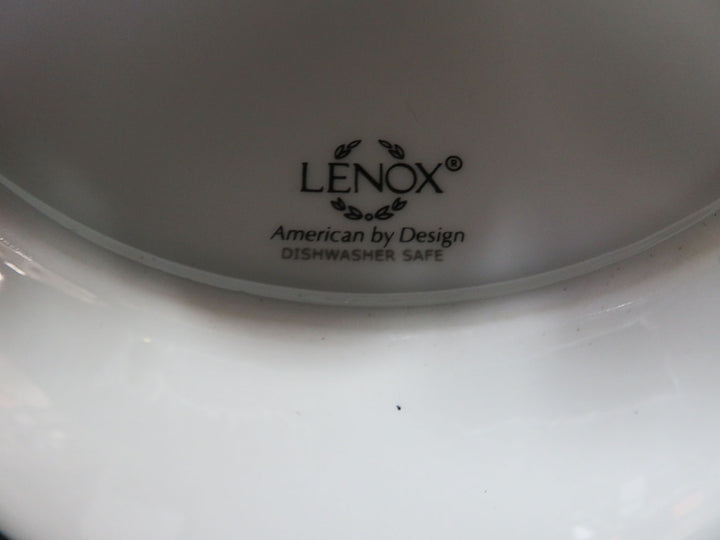 LENOX®
American by Design
DISHWASHER SAFE